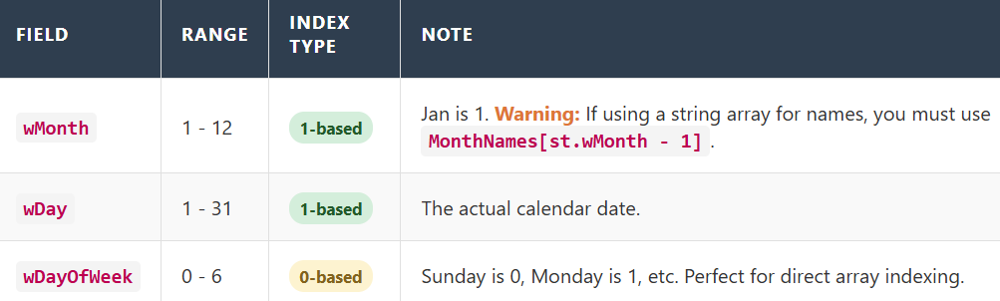 FIELD RANGE INDEX TYPE NOTE
wMonth 1 - 12 1-based Jan is 1. Warning: If using a string array for names, you must use
MonthNames[st.wMonth - 1].
wDay 1 - 31 1-based The actual calendar date.
wDayOfWeek 0 - 6 0-based Sunday is 0, Monday is 1, etc. Perfect for direct array indexing.